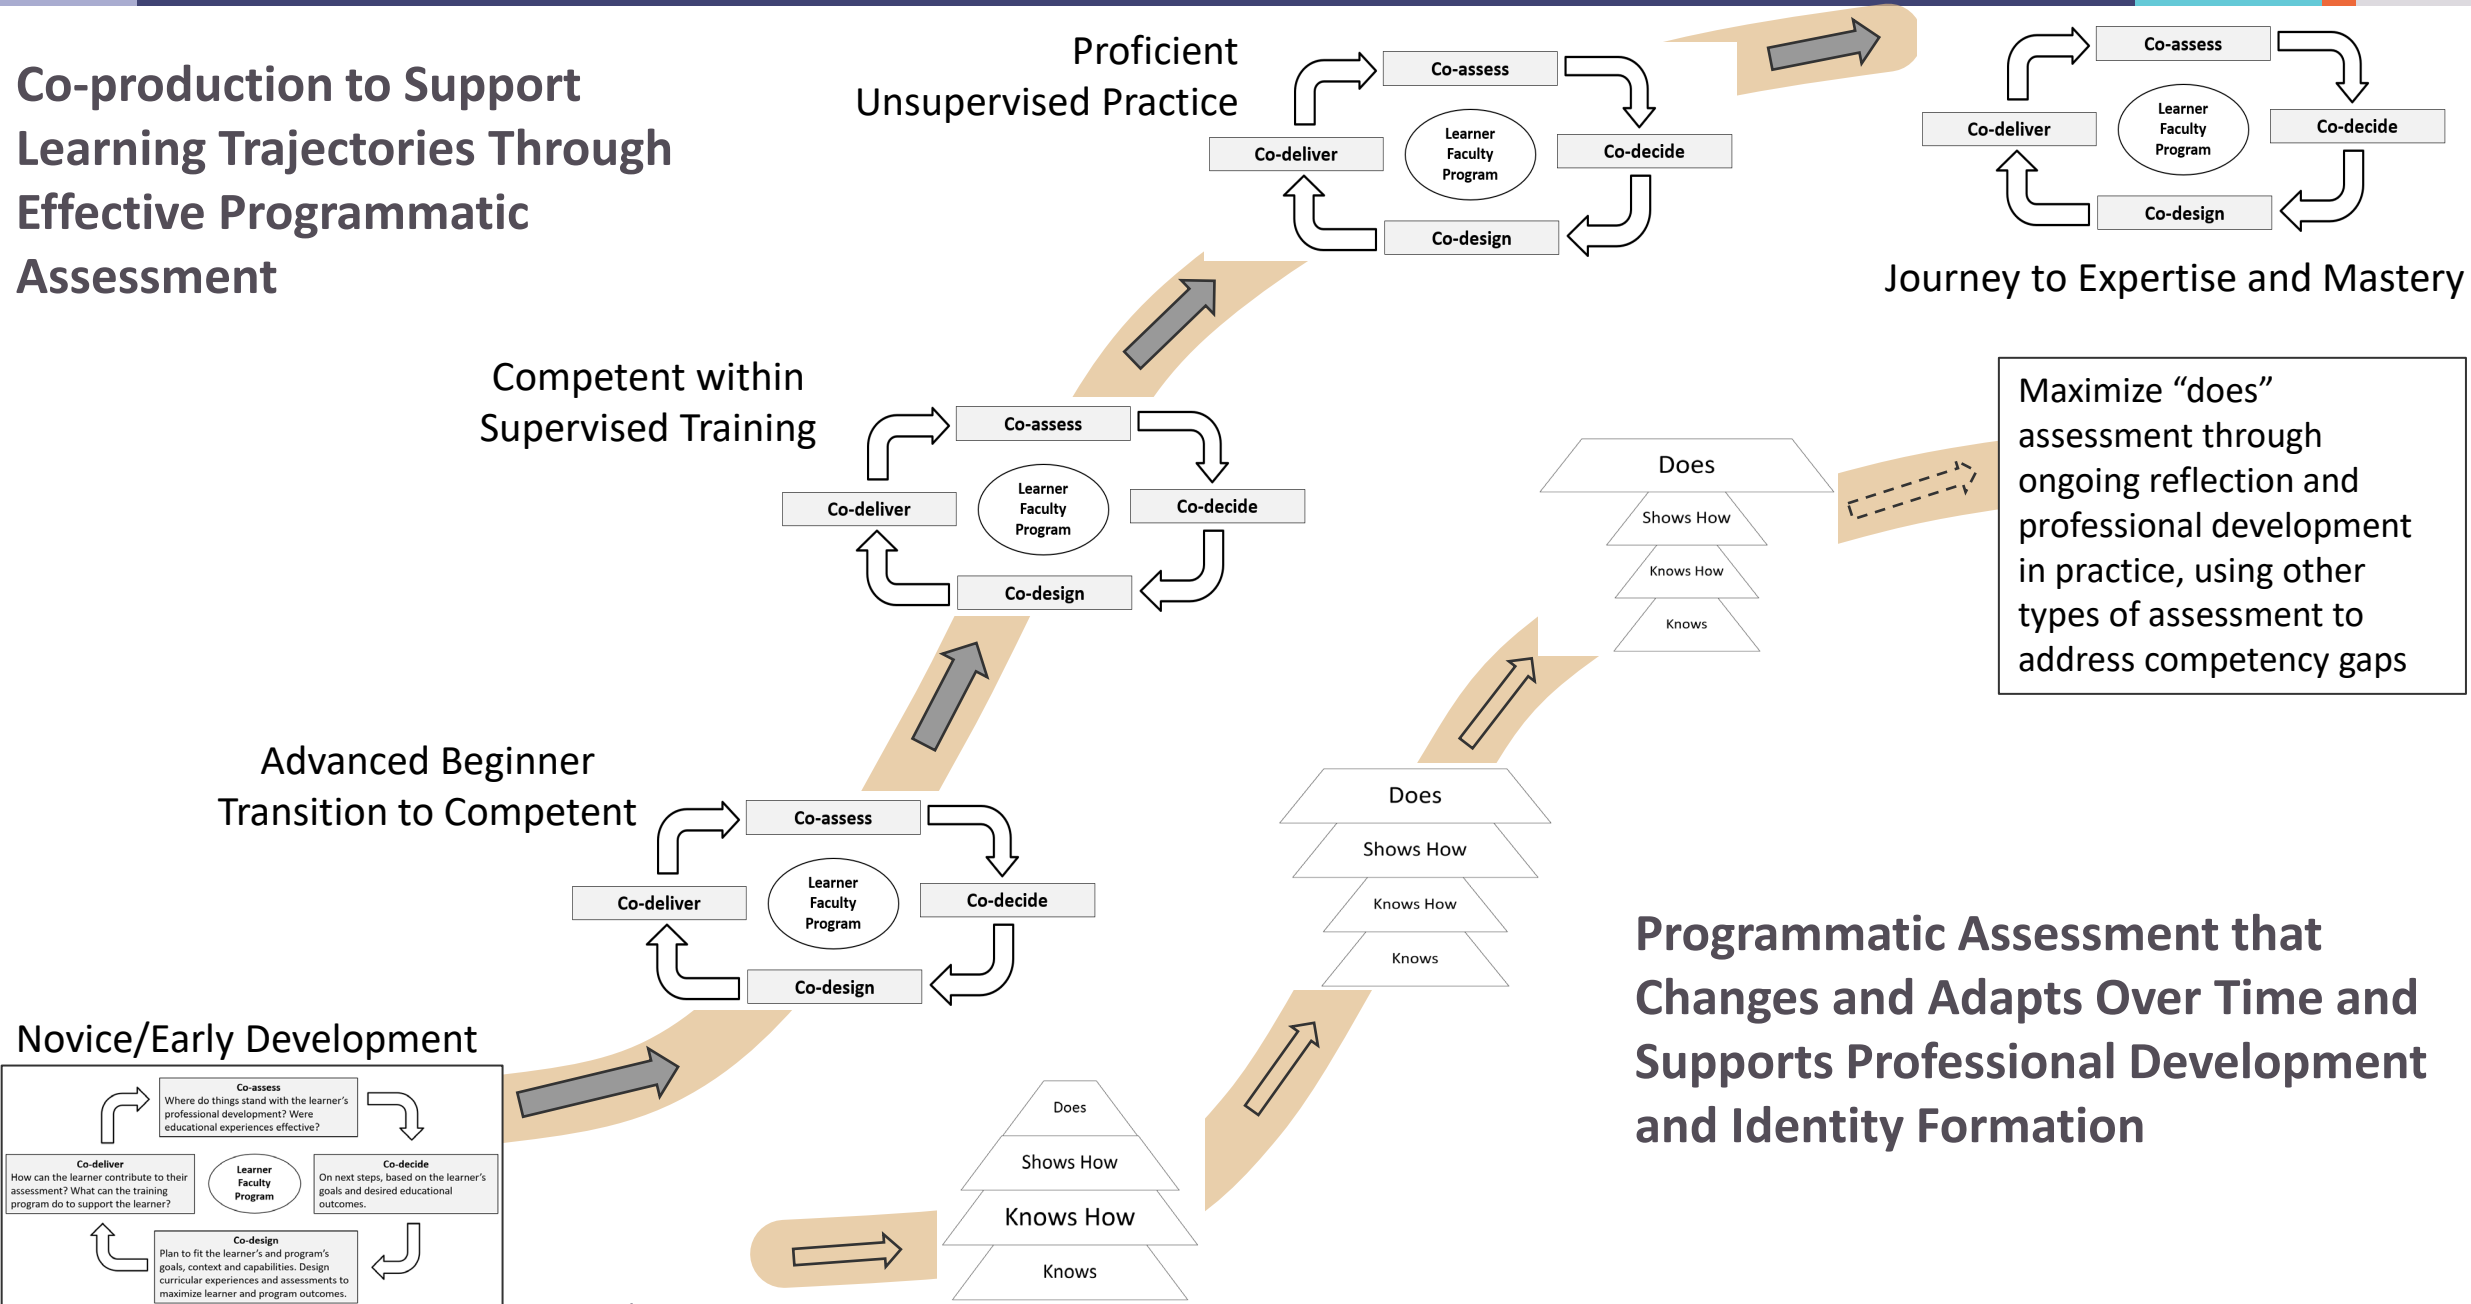 Co-production to Support
Learning Trajectories Through
Effective Programmatic
Assessment
Proficient
Unsupervised Practice
Co-assess
Co-deliver
Learner
Faculty
Program
Co-decide
Co-design
Co-assess
Co-deliver
Learner
Faculty
Program
Co-decide
Co-design
Journey to Expertise and Mastery
Competent within
Supervised Training
Co-assess
Co-deliver
Learner
Faculty
Program
Co-decide
Co-design
Does
Shows How
Knows How
Knows
Maximize “does”
assessment through
ongoing reflection and
professional development
in practice, using other
types of assessment to
address competency gaps
Advanced Beginner
Transition to Competent
Co-assess
Co-deliver
Learner
Faculty
Program
Co-decide
Co-design
Does
Shows How
Knows How
Knows
Programmatic Assessment that
Changes and Adapts Over Time and
Supports Professional Development
and Identity Formation
Novice/Early Development
Co-assess
Where do things stand with the learner’s
professional development? Were
educational experiences effective?
Co-deliver
How can the learner contribute to their
assessment? What can the training
program do to support the learner?
Learner
Faculty
Program
Co-decide
On next steps, based on the learner’s
goals and desired educational
outcomes.
Co-design
Plan to fit the learner’s and program’s
goals, context and capabilities. Design
curricular experiences and assessments to
maximize learner and program outcomes.
Does
Shows How
Knows How
Knows